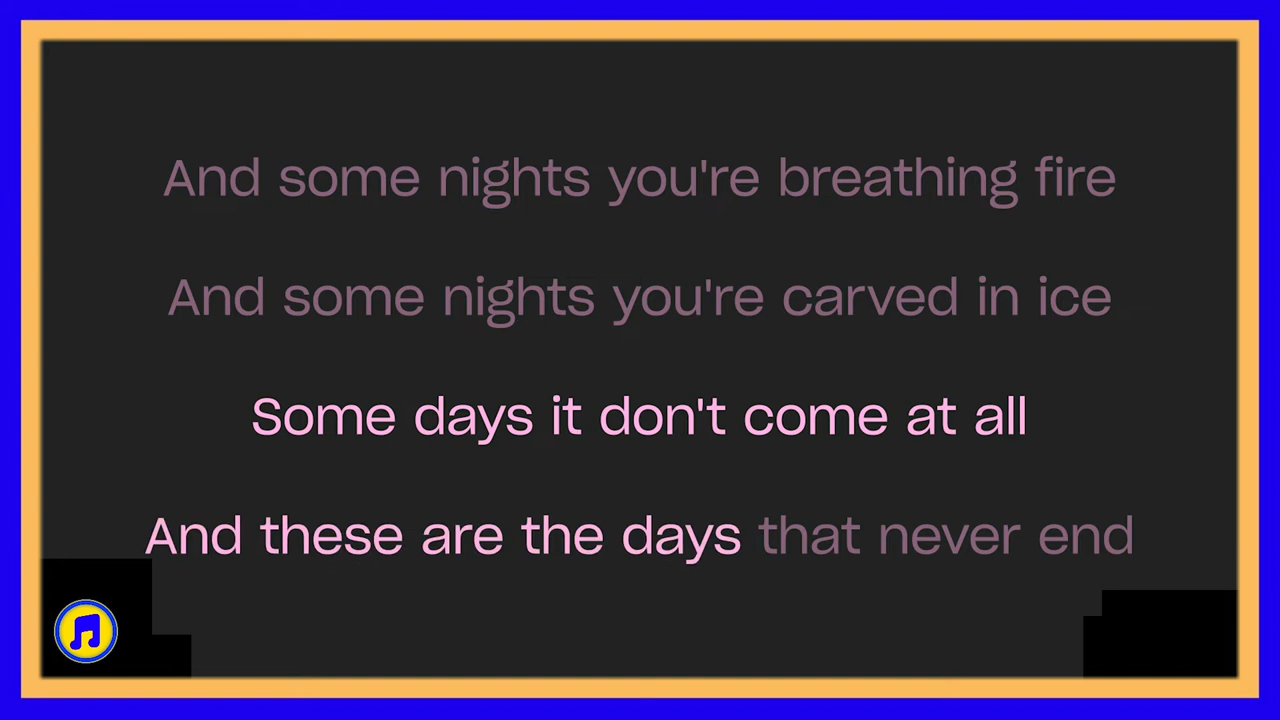 And some nights you're breathing fire
And some nights you're carved in ice
Some days it don't come at all
And these are the days that never end